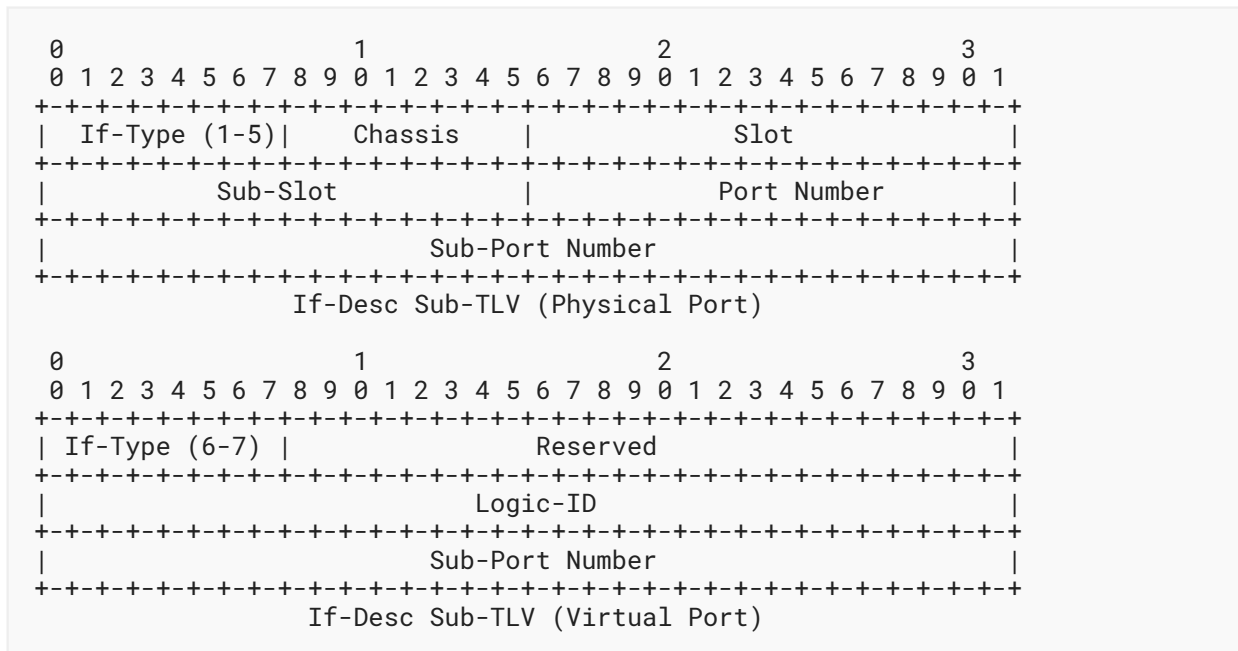 0                   1                   2                   3
 0 1 2 3 4 5 6 7 8 9 0 1 2 3 4 5 6 7 8 9 0 1 2 3 4 5 6 7 8 9 0 1
+-+-+-+-+-+-+-+-+-+-+-+-+-+-+-+-+-+-+-+-+-+-+-+-+-+-+-+-+-+-+-+-+
|  If-Type (1-5)|    Chassis    |             Slot              |
+-+-+-+-+-+-+-+-+-+-+-+-+-+-+-+-+-+-+-+-+-+-+-+-+-+-+-+-+-+-+-+-+
|           Sub-Slot            |            Port Number        |
+-+-+-+-+-+-+-+-+-+-+-+-+-+-+-+-+-+-+-+-+-+-+-+-+-+-+-+-+-+-+-+-+
|                         Sub-Port Number                       |
+-+-+-+-+-+-+-+-+-+-+-+-+-+-+-+-+-+-+-+-+-+-+-+-+-+-+-+-+-+-+-+-+
                 If-Desc Sub-TLV (Physical Port)
 0                   1                   2                   3
 0 1 2 3 4 5 6 7 8 9 0 1 2 3 4 5 6 7 8 9 0 1 2 3 4 5 6 7 8 9 0 1
+-+-+-+-+-+-+-+-+-+-+-+-+-+-+-+-+-+-+-+-+-+-+-+-+-+-+-+-+-+-+-+-+
| If-Type (6-7) |                Reserved                       |
+-+-+-+-+-+-+-+-+-+-+-+-+-+-+-+-+-+-+-+-+-+-+-+-+-+-+-+-+-+-+-+-+
|                            Logic-ID                           |
+-+-+-+-+-+-+-+-+-+-+-+-+-+-+-+-+-+-+-+-+-+-+-+-+-+-+-+-+-+-+-+-+
|                         Sub-Port Number                       |
+-+-+-+-+-+-+-+-+-+-+-+-+-+-+-+-+-+-+-+-+-+-+-+-+-+-+-+-+-+-+-+-+
                  If-Desc Sub-TLV (Virtual Port)